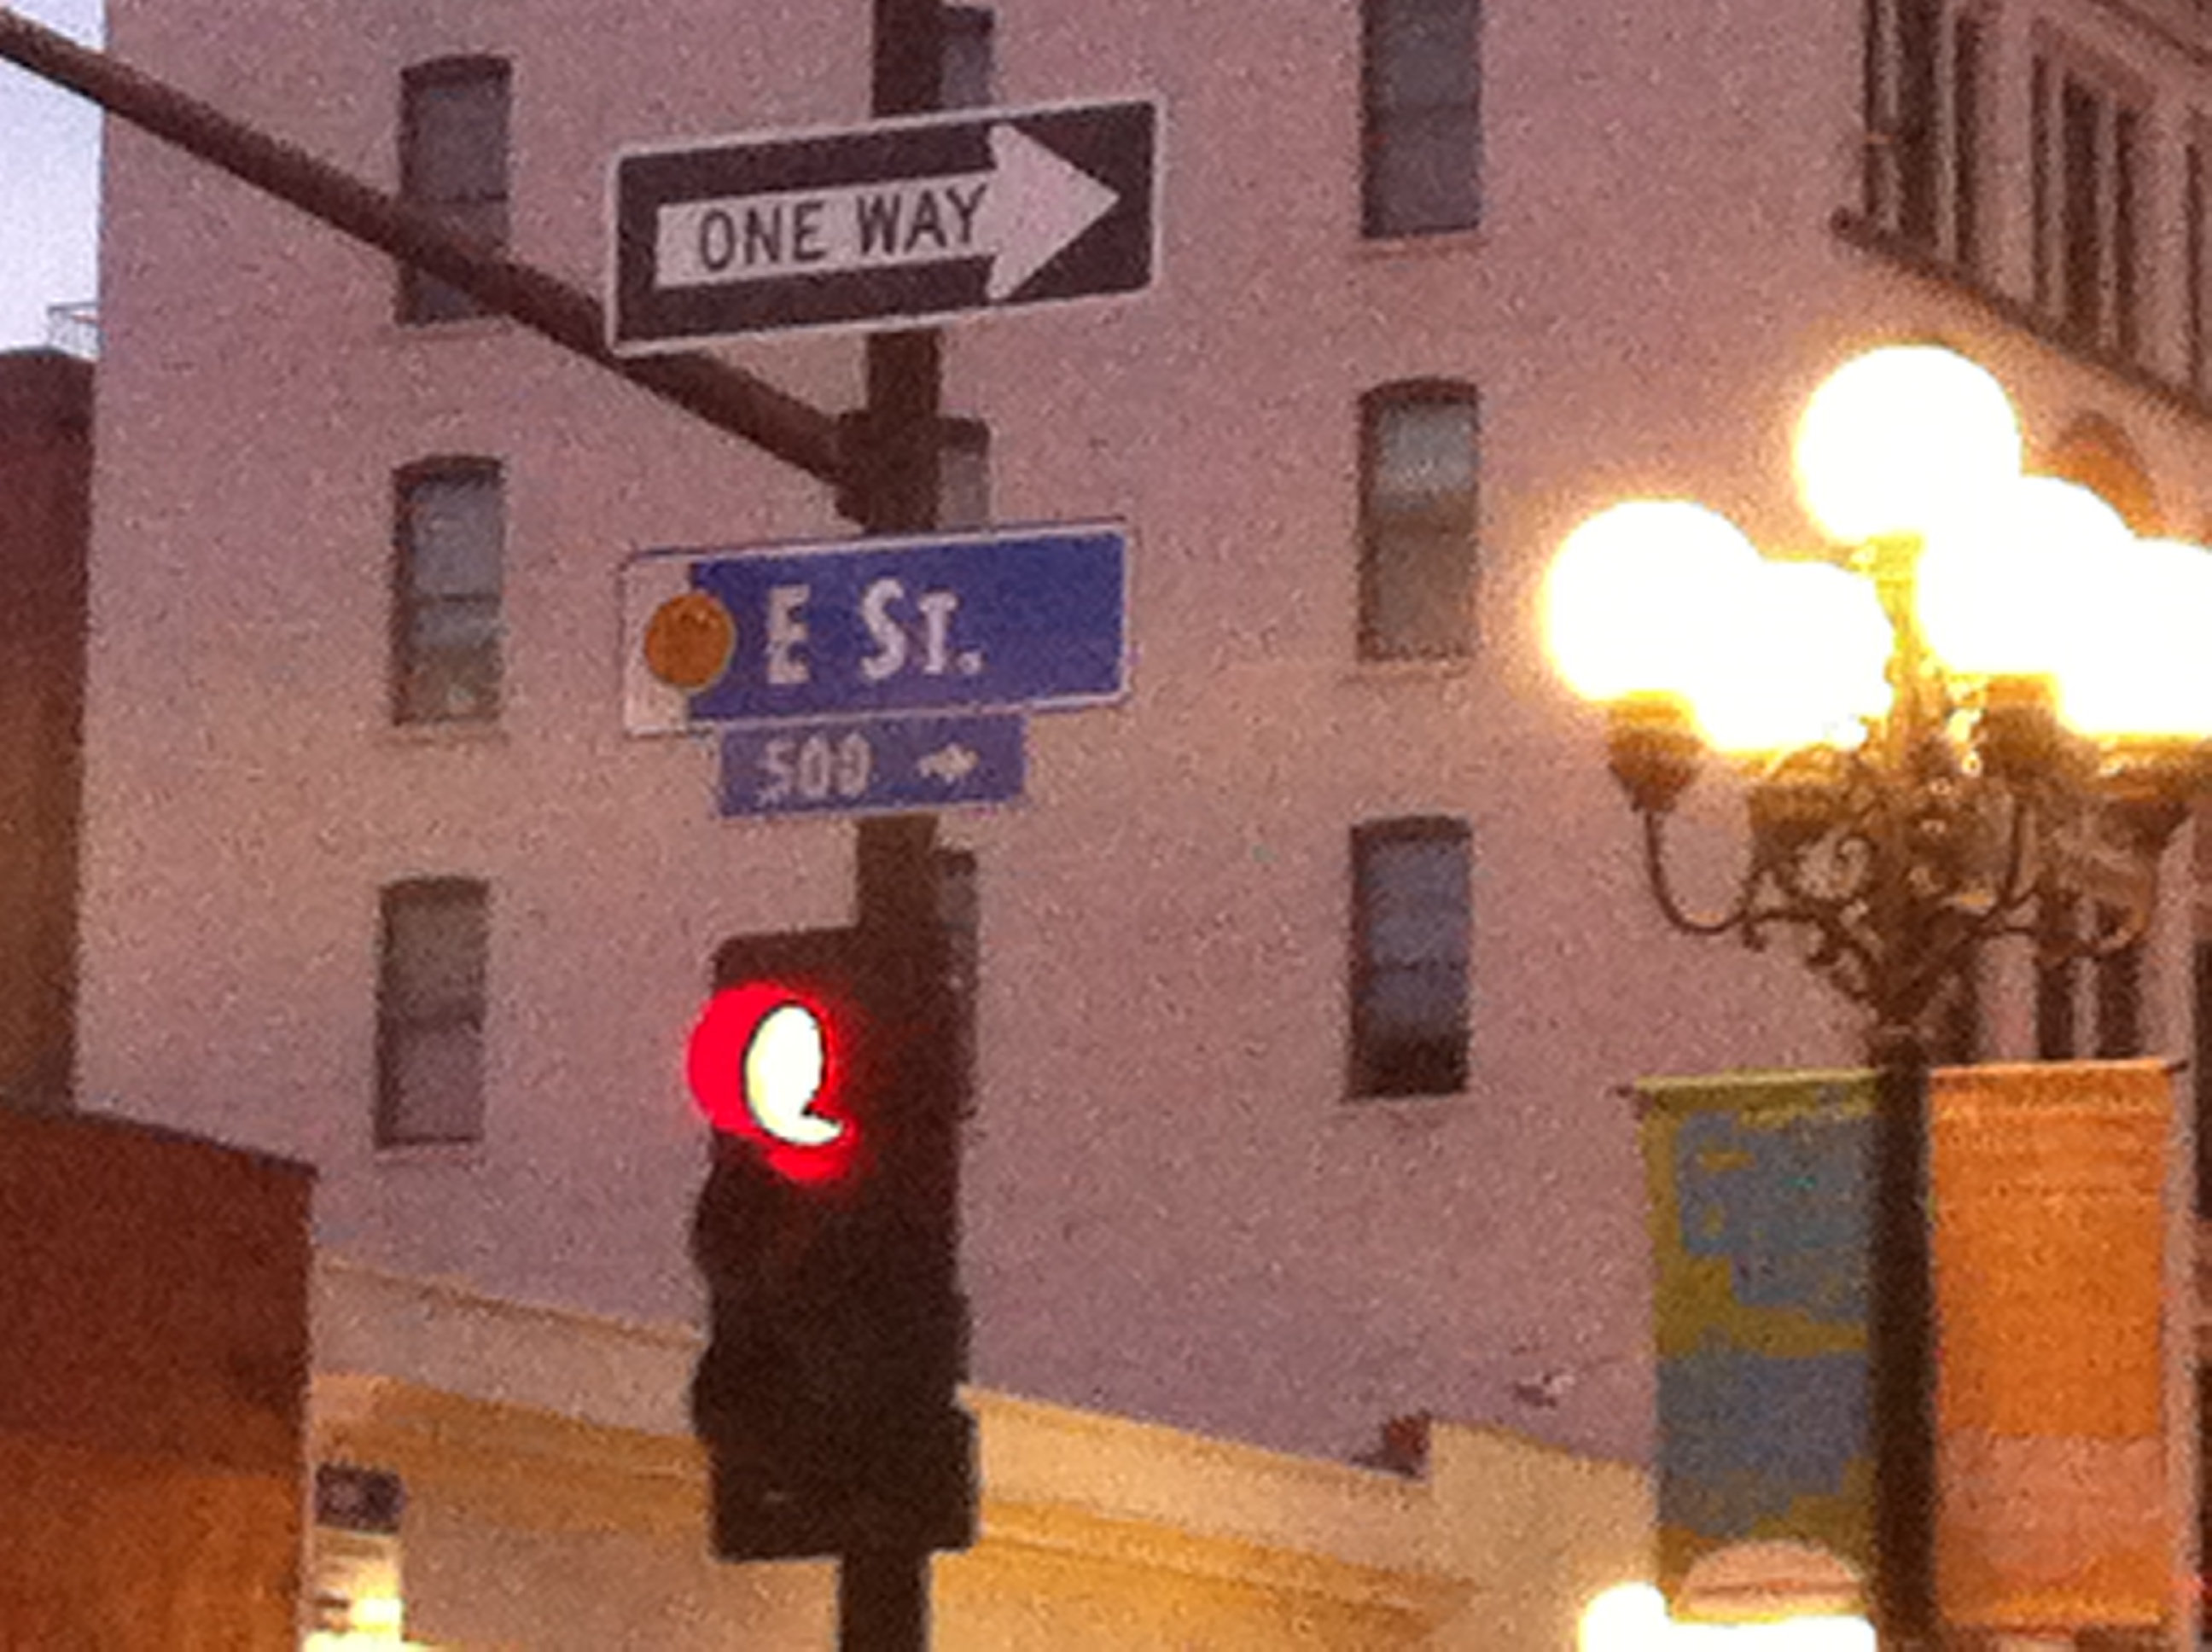 ONE WAY
E ST.
500 →